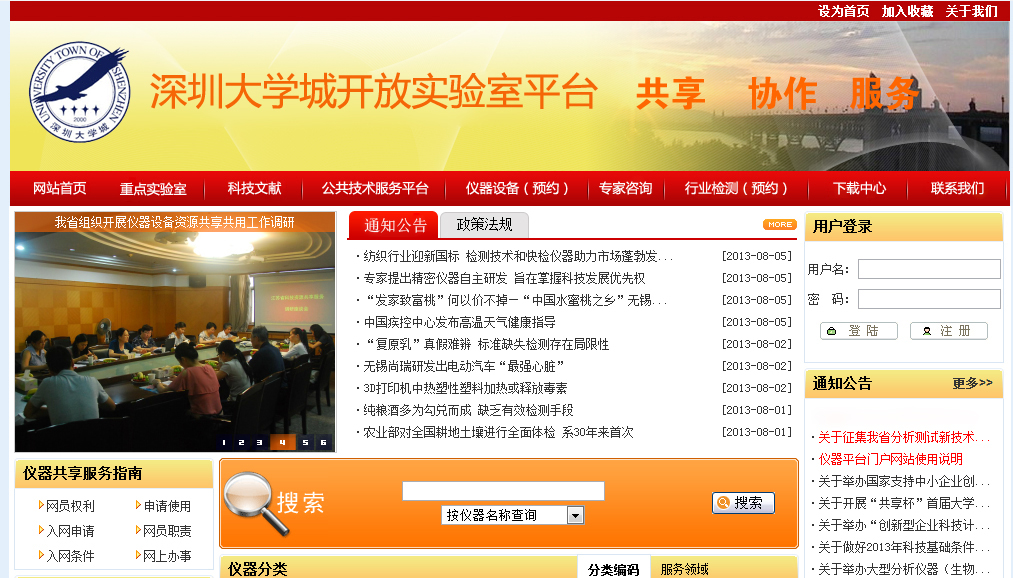 设为首页 加入收藏 关于我们
UNIVERSITY TOWN OF SHENZHEN
2000
深圳大学城
深圳大学城开放实验室平台 共享 协作 服务
网站首页 重点实验室 科技文献 公共技术服务平台 仪器设备（预约） 专家咨询 行业检测（预约） 下载中心 联系我们
我省组织开展仪器设备资源共享共用工作调研
1 2 3 4 5 6
通知公告 政策法规 MORE
·纺织行业迎新国标 检测技术和快检仪器助力市场蓬勃发... [2013-08-05]
·专家提出精密仪器自主研发 旨在掌握科技发展优先权 [2013-08-05]
·“发家致富桃”何以价不掉—“中国水蜜桃之乡”无锡... [2013-08-05]
·中国疾控中心发布高温天气健康指导 [2013-08-05]
·“复原乳”真假难辨 标准缺失检测存在局限性 [2013-08-02]
·无锡尚瑞研发出电动汽车“最强心脏” [2013-08-02]
·3D打印机中热塑性塑料加热或释放毒素 [2013-08-02]
·纯粮酒多为勾兑而成 缺乏有效检测手段 [2013-08-01]
·农业部对全国耕地土壤进行全面体检 系30年来首次 [2013-08-01]
用户登录
用户名：
密 码：
登 陆 注 册
通知公告 更多>>
·关于征集我省分析测试新技术...
·仪器平台门户网站使用说明
·关于举办国家支持中小企业创...
·关于开展“共享杯”首届大学...
·关于举办“创新型企业科技计...
·关于做好2013年科技基础条件...
·关于举办大型分析仪器（生物...
仪器共享服务指南
网员权利 申请使用
入网申请 网员职责
入网条件 网上办事
搜索
按仪器名称查询
搜索
仪器分类 分类编码 服务领域